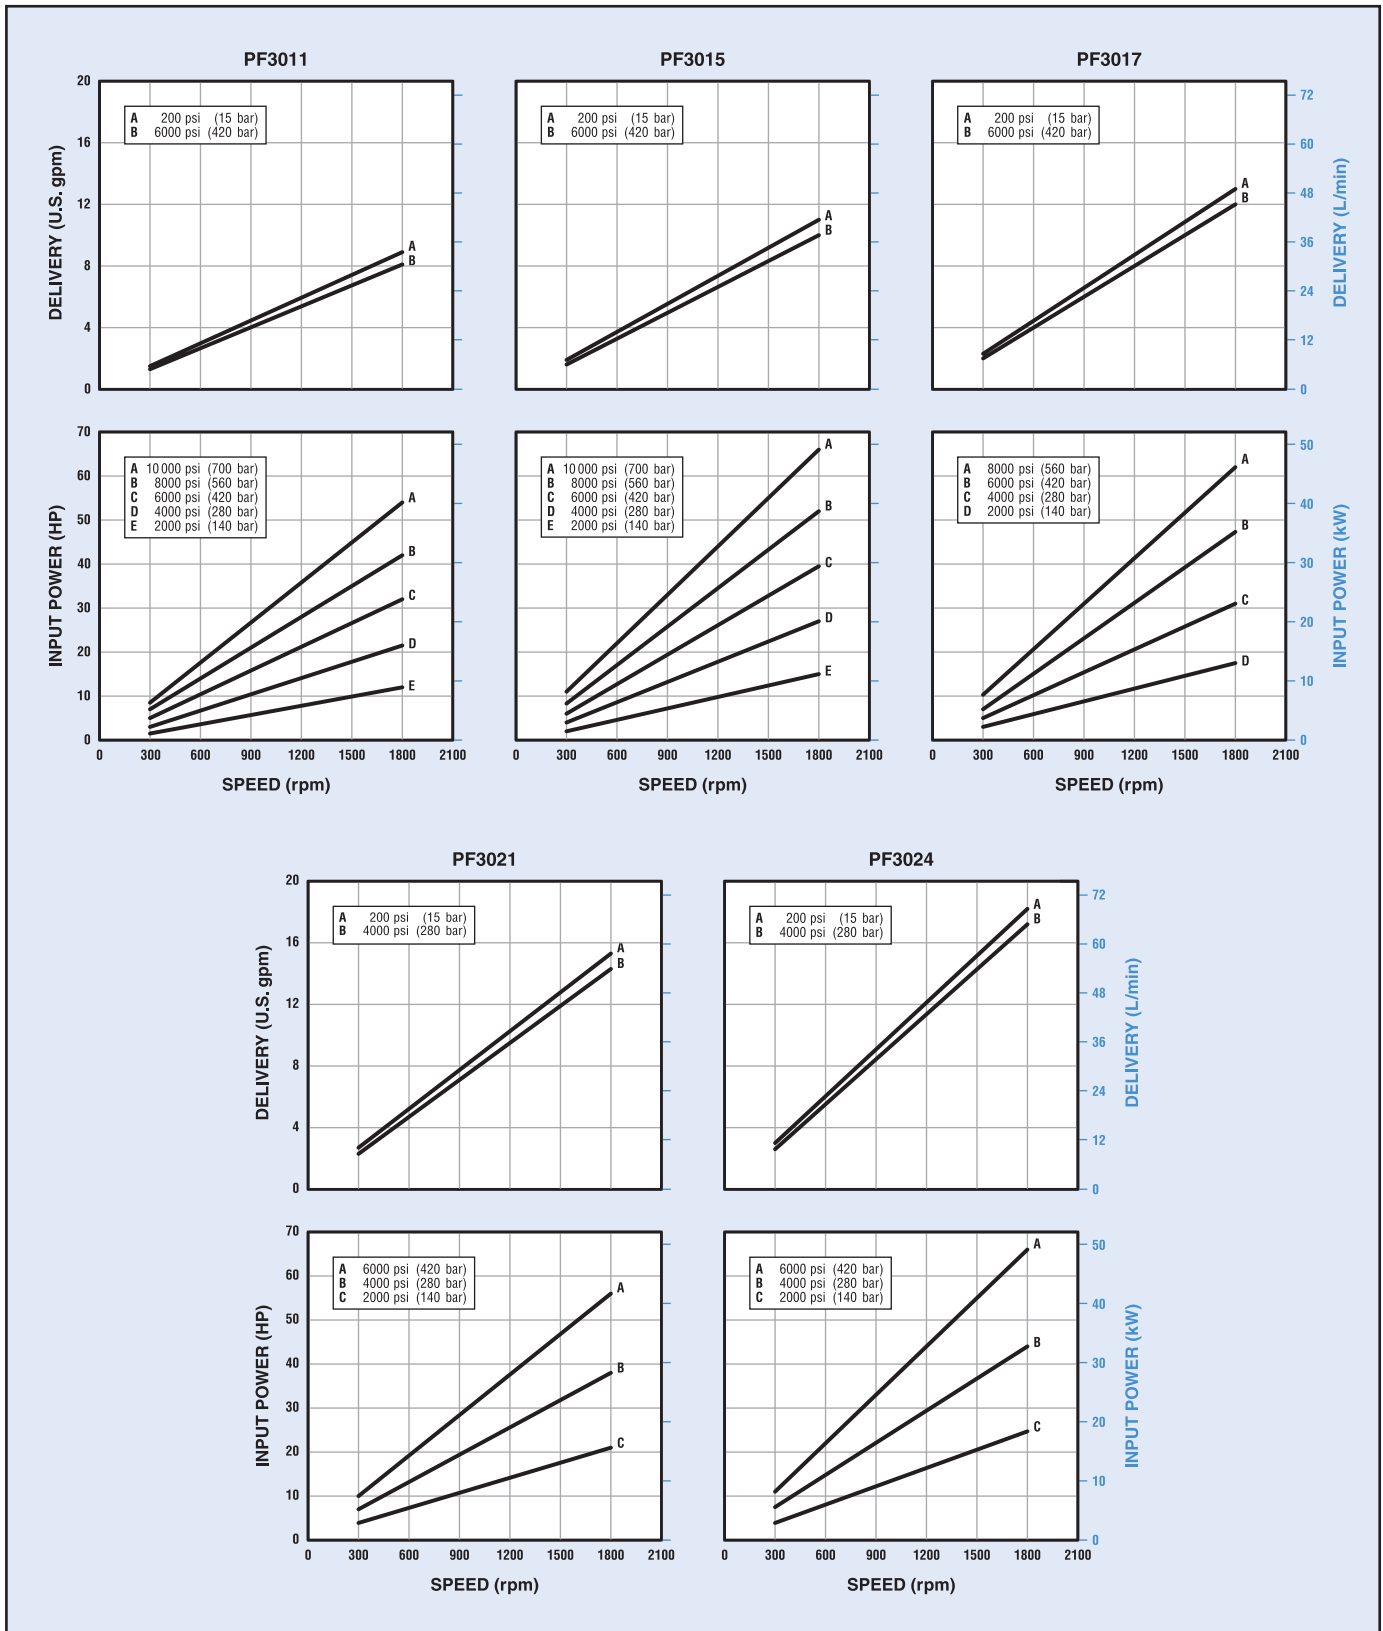 PF3011
PF3015
PF3017
20
16
12
8
4
0
DELIVERY (U.S. gpm)
A 200 psi (15 bar)
B 6000 psi (420 bar)
A
B
A 200 psi (15 bar)
B 6000 psi (420 bar)
A
B
A 200 psi (15 bar)
B 6000 psi (420 bar)
A
B
72
60
48
36
24
12
0
DELIVERY (L/min)
70
60
50
40
30
20
10
0
INPUT POWER (HP)
A 10 000 psi (700 bar)
B 8000 psi (560 bar)
C 6000 psi (420 bar)
D 4000 psi (280 bar)
E 2000 psi (140 bar)
A
B
C
D
E
A 10 000 psi (700 bar)
B 8000 psi (560 bar)
C 6000 psi (420 bar)
D 4000 psi (280 bar)
E 2000 psi (140 bar)
A
B
C
D
E
A 8000 psi (560 bar)
B 6000 psi (420 bar)
C 4000 psi (280 bar)
D 2000 psi (140 bar)
A
B
C
D
50
40
30
20
10
0
INPUT POWER (kW)
0 300 600 900 1200 1500 1800 2100
0 300 600 900 1200 1500 1800 2100
0 300 600 900 1200 1500 1800 2100
SPEED (rpm)
SPEED (rpm)
SPEED (rpm)
PF3021
PF3024
20
16
12
8
4
0
DELIVERY (U.S. gpm)
A 200 psi (15 bar)
B 4000 psi (280 bar)
A
B
A 200 psi (15 bar)
B 4000 psi (280 bar)
A
B
72
60
48
36
24
12
0
DELIVERY (L/min)
70
60
50
40
30
20
10
0
INPUT POWER (HP)
A 6000 psi (420 bar)
B 4000 psi (280 bar)
C 2000 psi (140 bar)
A
B
C
A 6000 psi (420 bar)
B 4000 psi (280 bar)
C 2000 psi (140 bar)
A
B
C
50
40
30
20
10
0
INPUT POWER (kW)
0 300 600 900 1200 1500 1800 2100
0 300 600 900 1200 1500 1800 2100
SPEED (rpm)
SPEED (rpm)